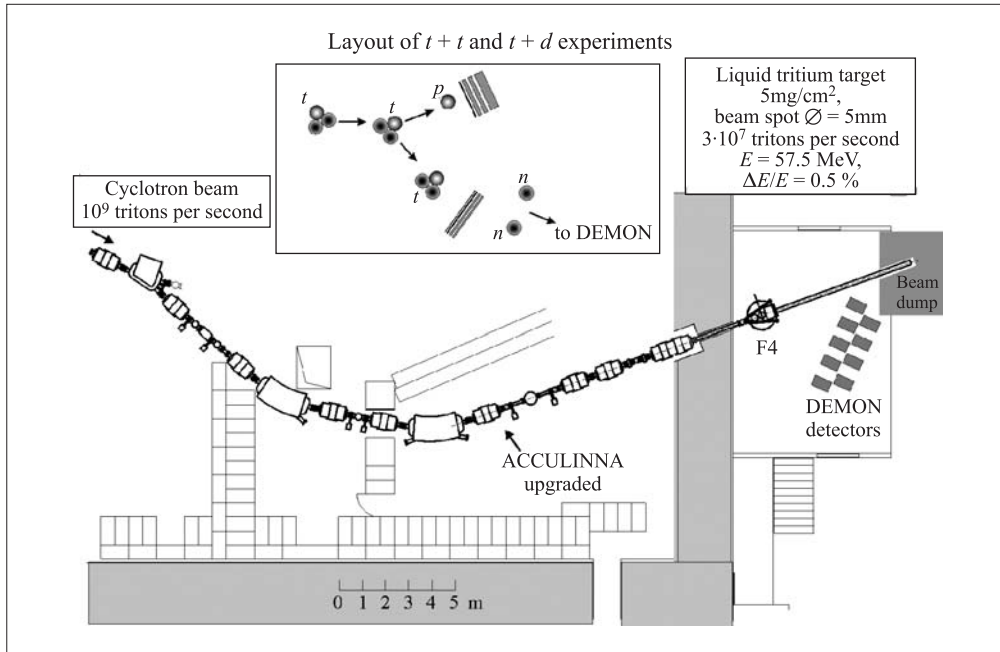 Layout of t + t and t + d experiments
t
t
p
t
n
n
to DEMON
Liquid tritium target
5mg/cm²,
beam spot ∅ = 5mm
3·10⁷ tritons per second
E = 57.5 MeV,
ΔE/E = 0.5 %
Cyclotron beam
10⁹ tritons per second
Beam
dump
F4
DEMON
detectors
ACCULINNA
upgraded
0 1 2 3 4 5 m